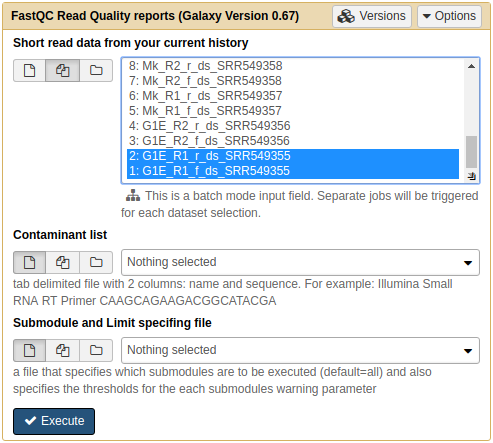 FastQC Read Quality reports (Galaxy Version 0.67)
Versions
Options
Short read data from your current history
8: Mk_R2_r_ds_SRR549358
7: Mk_R2_f_ds_SRR549358
6: Mk_R1_r_ds_SRR549357
5: Mk_R1_f_ds_SRR549357
4: G1E_R2_r_ds_SRR549356
3: G1E_R2_f_ds_SRR549356
2: G1E_R1_r_ds_SRR549355
1: G1E_R1_f_ds_SRR549355
This is a batch mode input field. Separate jobs will be triggered
for each dataset selection.
Contaminant list
Nothing selected
tab delimited file with 2 columns: name and sequence. For example: Illumina Small
RNA RT Primer CAAGCAGAAGACGGCATACGA
Submodule and Limit specifing file
Nothing selected
a file that specifies which submodules are to be executed (default=all) and also
specifies the thresholds for the each submodules warning parameter
Execute